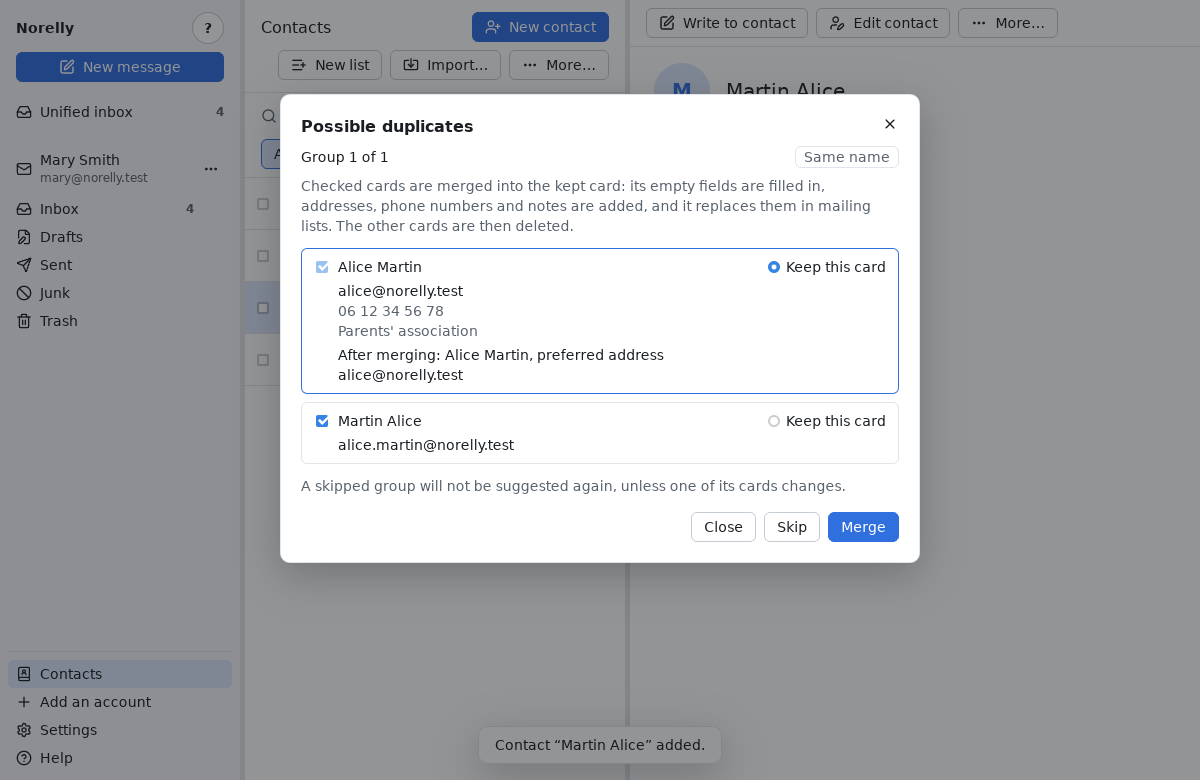 Norelly
?
New message
Unified inbox
4
Mary Smith
mary@norelly.test
Inbox
4
Drafts
Sent
Junk
Trash
Contacts
Add an account
Settings
Help
Contacts
New contact
New list
Import...
More...
Write to contact
Edit contact
More...
M
Martin Alice
Possible duplicates
Group 1 of 1
Same name
Checked cards are merged into the kept card: its empty fields are filled in,
addresses, phone numbers and notes are added, and it replaces them in mailing
lists. The other cards are then deleted.
Alice Martin
Keep this card
alice@norelly.test
06 12 34 56 78
Parents' association
After merging: Alice Martin, preferred address
alice@norelly.test
Martin Alice
Keep this card
alice.martin@norelly.test
A skipped group will not be suggested again, unless one of its cards changes.
Close
Skip
Merge
Contact “Martin Alice” added.